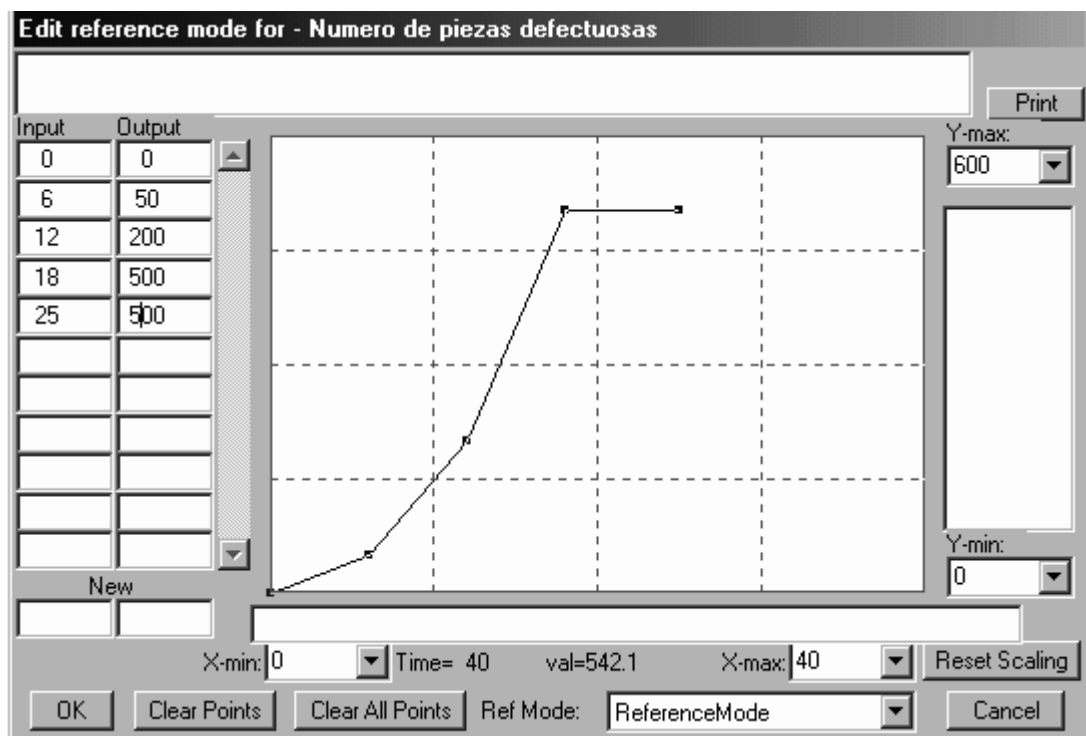 Edit reference mode for - Numero de piezas defectuosas
Print
Input Output
0 0
6 50
12 200
18 500
25 500
New
Y-max:
600
Y-min:
0
X-min: 0 Time= 40 val=542.1 X-max: 40 Reset Scaling
OK Clear Points Clear All Points Ref Mode: ReferenceMode Cancel